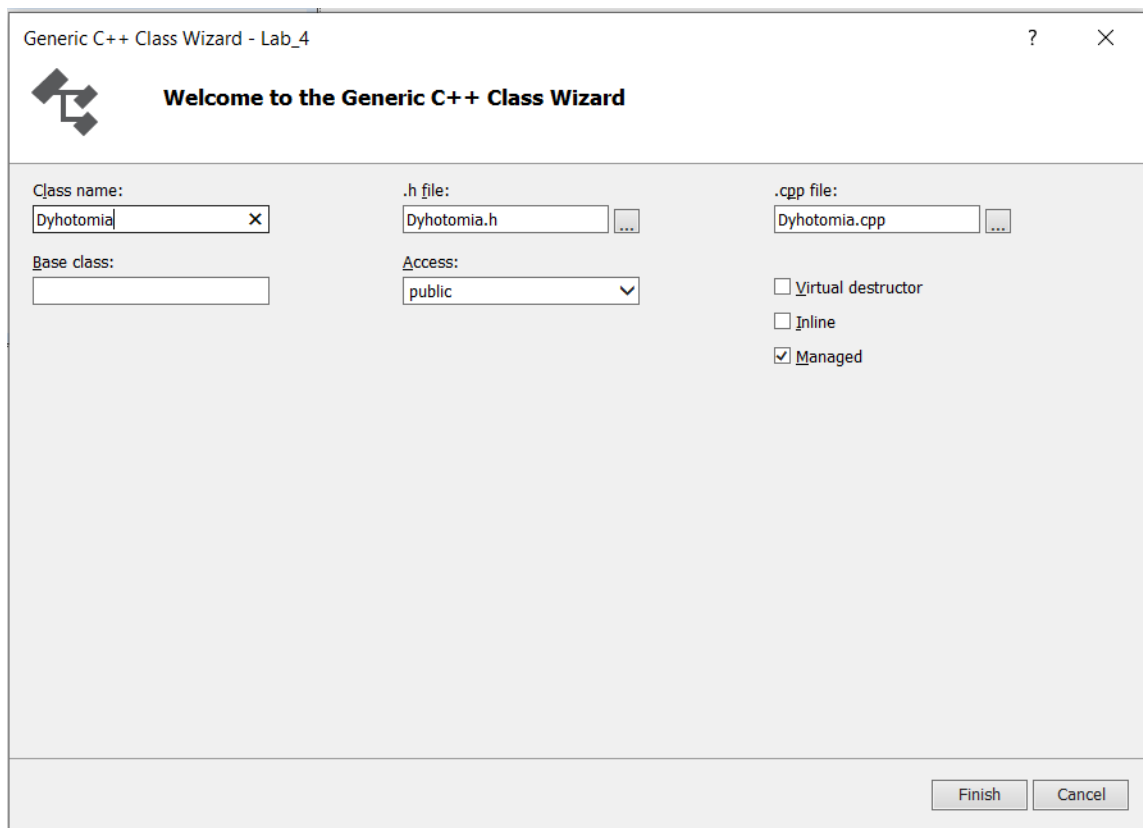 Generic C++ Class Wizard - Lab_4 ?
Welcome to the Generic C++ Class Wizard
Class name: .h file: .cpp file:
Dyhotomia Dyhotomia.h ... Dyhotomia.cpp ...
Base class: Access:
public
Virtual destructor
Inline
Managed
Finish Cancel